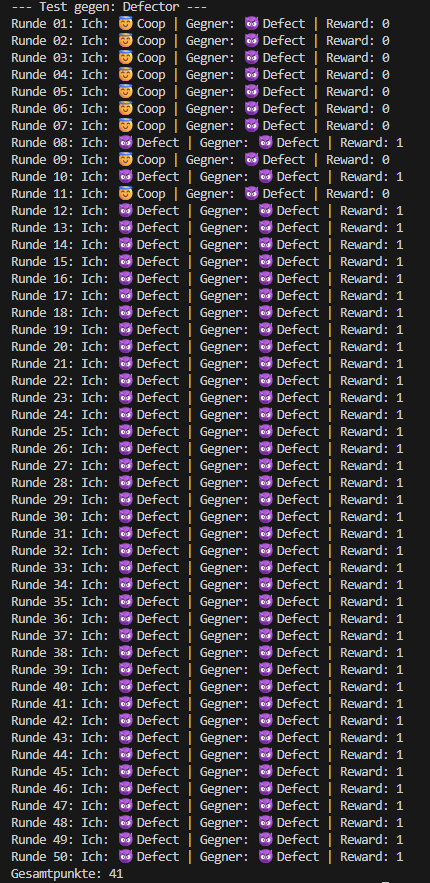 --- Test gegen: Defector ---
Runde 01: Ich: 😇 Coop | Gegner: 😈 Defect | Reward: 0
Runde 02: Ich: 😇 Coop | Gegner: 😈 Defect | Reward: 0
Runde 03: Ich: 😇 Coop | Gegner: 😈 Defect | Reward: 0
Runde 04: Ich: 😇 Coop | Gegner: 😈 Defect | Reward: 0
Runde 05: Ich: 😇 Coop | Gegner: 😈 Defect | Reward: 0
Runde 06: Ich: 😇 Coop | Gegner: 😈 Defect | Reward: 0
Runde 07: Ich: 😇 Coop | Gegner: 😈 Defect | Reward: 0
Runde 08: Ich: 😈 Defect | Gegner: 😈 Defect | Reward: 1
Runde 09: Ich: 😇 Coop | Gegner: 😈 Defect | Reward: 0
Runde 10: Ich: 😈 Defect | Gegner: 😈 Defect | Reward: 1
Runde 11: Ich: 😇 Coop | Gegner: 😈 Defect | Reward: 0
Runde 12: Ich: 😈 Defect | Gegner: 😈 Defect | Reward: 1
Runde 13: Ich: 😈 Defect | Gegner: 😈 Defect | Reward: 1
Runde 14: Ich: 😈 Defect | Gegner: 😈 Defect | Reward: 1
Runde 15: Ich: 😈 Defect | Gegner: 😈 Defect | Reward: 1
Runde 16: Ich: 😈 Defect | Gegner: 😈 Defect | Reward: 1
Runde 17: Ich: 😈 Defect | Gegner: 😈 Defect | Reward: 1
Runde 18: Ich: 😈 Defect | Gegner: 😈 Defect | Reward: 1
Runde 19: Ich: 😈 Defect | Gegner: 😈 Defect | Reward: 1
Runde 20: Ich: 😈 Defect | Gegner: 😈 Defect | Reward: 1
Runde 21: Ich: 😈 Defect | Gegner: 😈 Defect | Reward: 1
Runde 22: Ich: 😈 Defect | Gegner: 😈 Defect | Reward: 1
Runde 23: Ich: 😈 Defect | Gegner: 😈 Defect | Reward: 1
Runde 24: Ich: 😈 Defect | Gegner: 😈 Defect | Reward: 1
Runde 25: Ich: 😈 Defect | Gegner: 😈 Defect | Reward: 1
Runde 26: Ich: 😈 Defect | Gegner: 😈 Defect | Reward: 1
Runde 27: Ich: 😈 Defect | Gegner: 😈 Defect | Reward: 1
Runde 28: Ich: 😈 Defect | Gegner: 😈 Defect | Reward: 1
Runde 29: Ich: 😈 Defect | Gegner: 😈 Defect | Reward: 1
Runde 30: Ich: 😈 Defect | Gegner: 😈 Defect | Reward: 1
Runde 31: Ich: 😈 Defect | Gegner: 😈 Defect | Reward: 1
Runde 32: Ich: 😈 Defect | Gegner: 😈 Defect | Reward: 1
Runde 33: Ich: 😈 Defect | Gegner: 😈 Defect | Reward: 1
Runde 34: Ich: 😈 Defect | Gegner: 😈 Defect | Reward: 1
Runde 35: Ich: 😈 Defect | Gegner: 😈 Defect | Reward: 1
Runde 36: Ich: 😈 Defect | Gegner: 😈 Defect | Reward: 1
Runde 37: Ich: 😈 Defect | Gegner: 😈 Defect | Reward: 1
Runde 38: Ich: 😈 Defect | Gegner: 😈 Defect | Reward: 1
Runde 39: Ich: 😈 Defect | Gegner: 😈 Defect | Reward: 1
Runde 40: Ich: 😈 Defect | Gegner: 😈 Defect | Reward: 1
Runde 41: Ich: 😈 Defect | Gegner: 😈 Defect | Reward: 1
Runde 42: Ich: 😈 Defect | Gegner: 😈 Defect | Reward: 1
Runde 43: Ich: 😈 Defect | Gegner: 😈 Defect | Reward: 1
Runde 44: Ich: 😈 Defect | Gegner: 😈 Defect | Reward: 1
Runde 45: Ich: 😈 Defect | Gegner: 😈 Defect | Reward: 1
Runde 46: Ich: 😈 Defect | Gegner: 😈 Defect | Reward: 1
Runde 47: Ich: 😈 Defect | Gegner: 😈 Defect | Reward: 1
Runde 48: Ich: 😈 Defect | Gegner: 😈 Defect | Reward: 1
Runde 49: Ich: 😈 Defect | Gegner: 😈 Defect | Reward: 1
Runde 50: Ich: 😈 Defect | Gegner: 😈 Defect | Reward: 1
Gesamtpunkte: 41